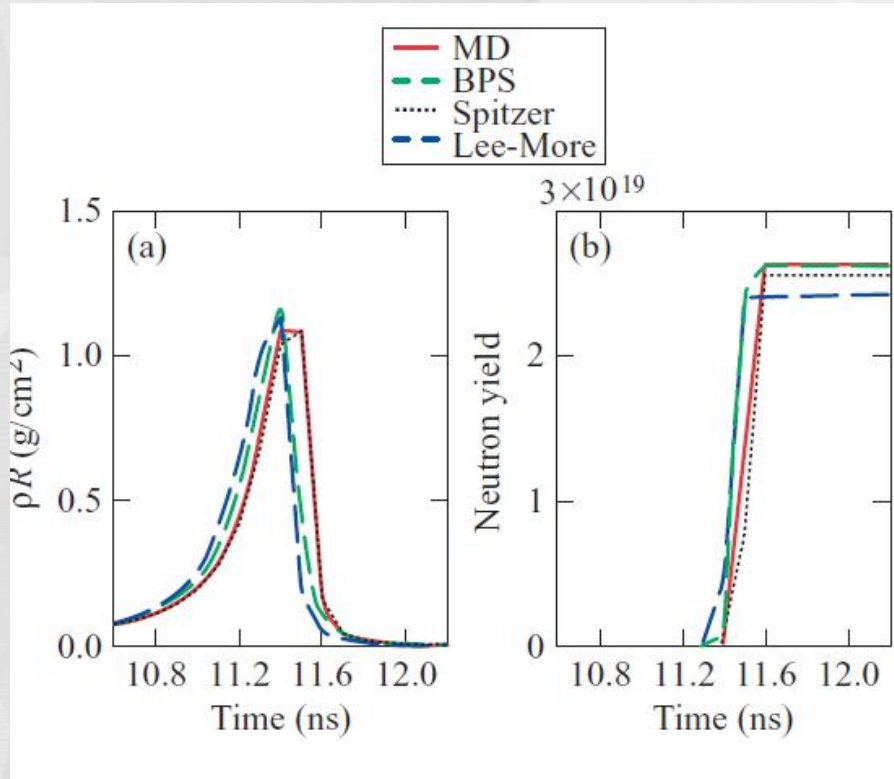 MD
BPS
Spitzer
Lee-More
(a)
ρR (g/cm²)
1.5
1.0
0.5
0.0
10.8 11.2 11.6 12.0
Time (ns)
3×10¹⁹
(b)
Neutron yield
2
1
0
10.8 11.2 11.6 12.0
Time (ns)